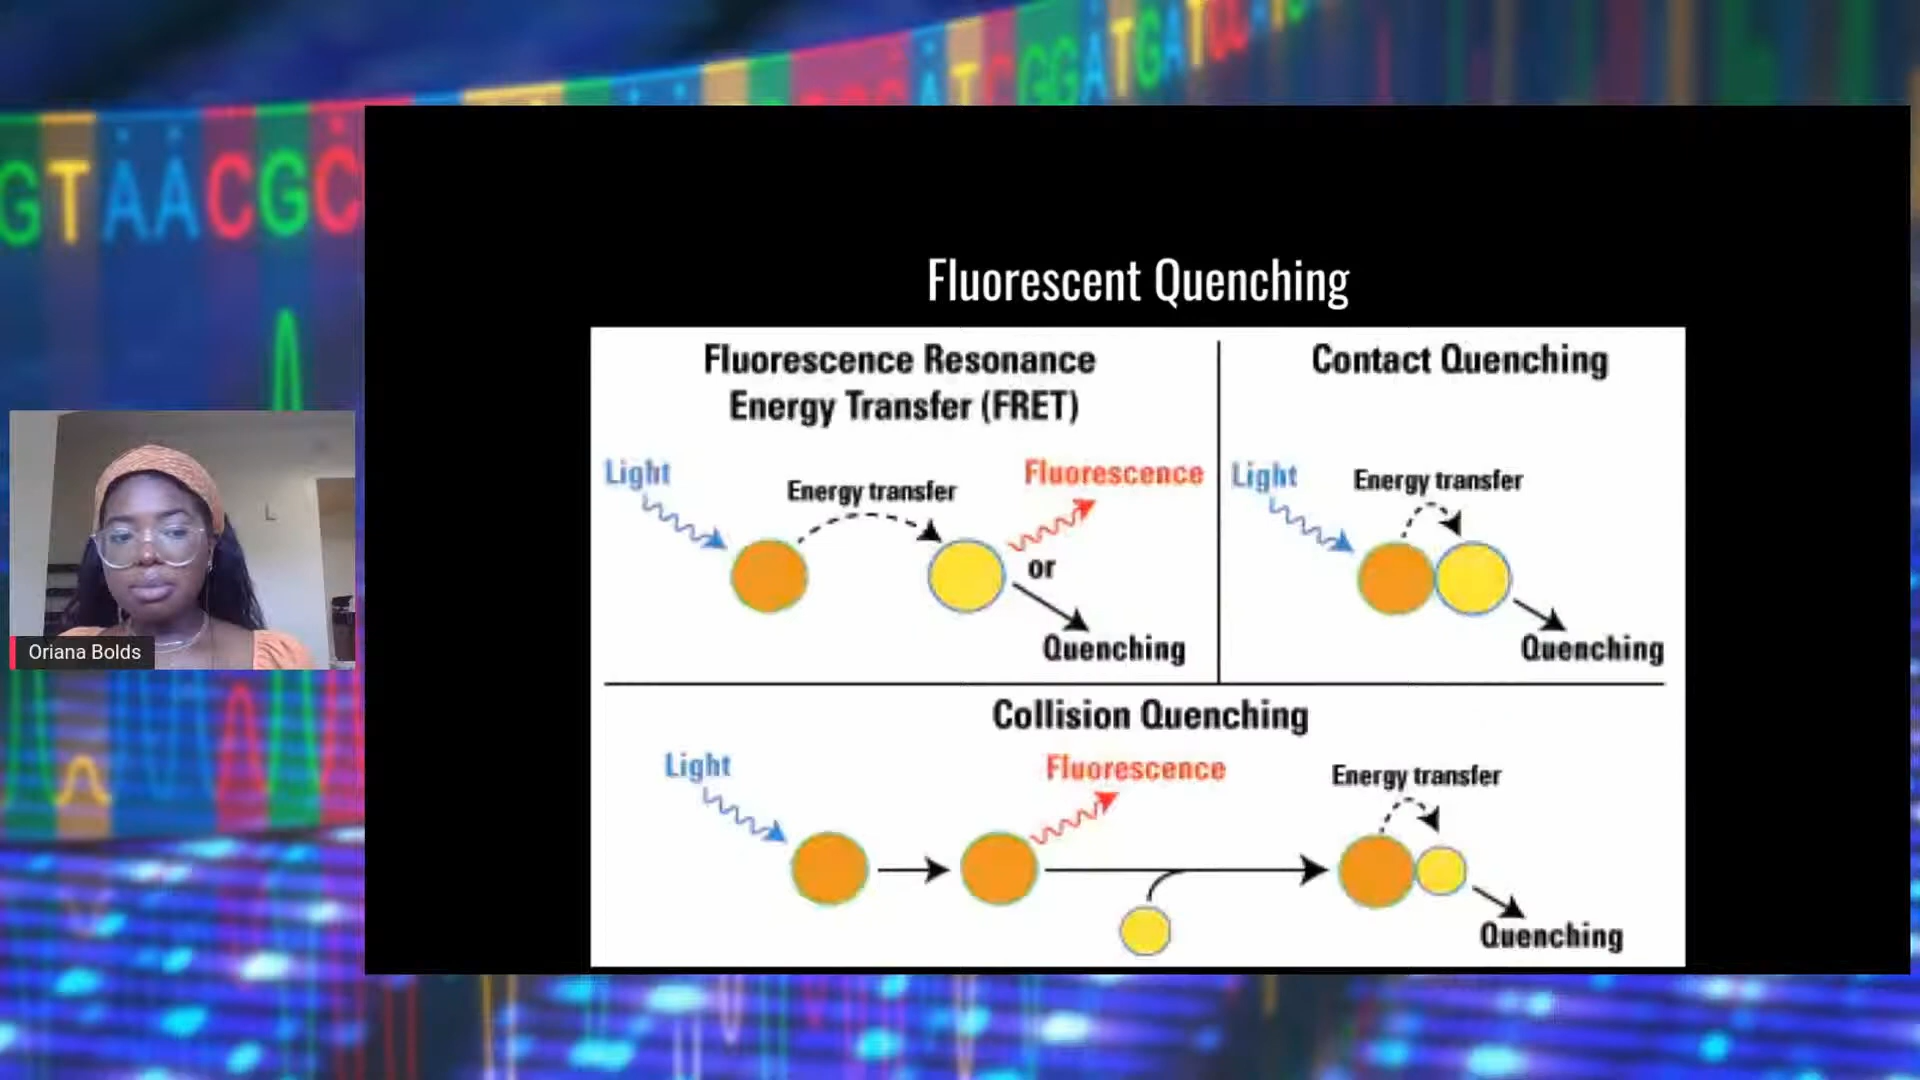 GTAACGC
ATCGGATGAT
Fluorescent Quenching
Fluorescence Resonance
Energy Transfer (FRET)
Light
Energy transfer
Fluorescence
or
Quenching
Contact Quenching
Light
Energy transfer
Quenching
Collision Quenching
Light
Fluorescence
Energy transfer
Quenching
Oriana Bolds